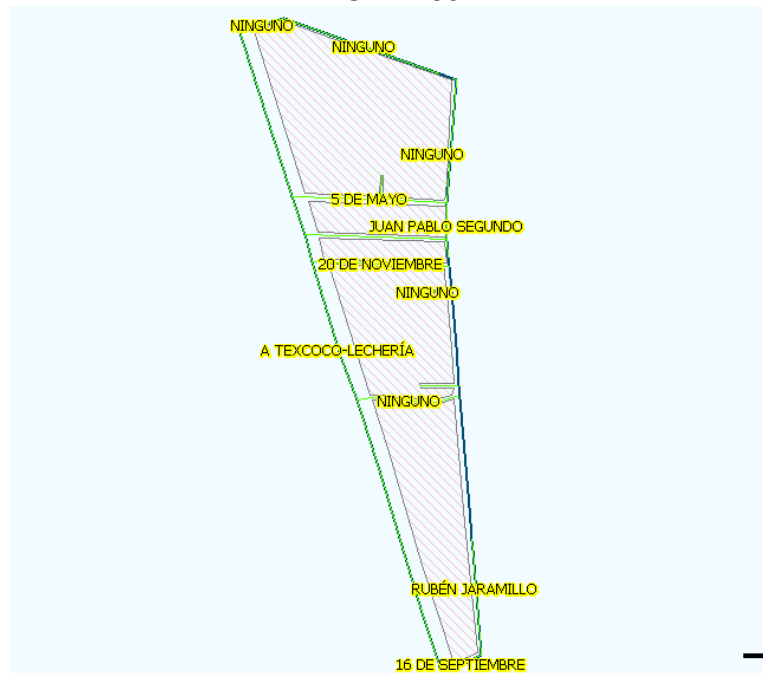 NINGUNO
NINGUNO
NINGUNO
5 DE MAYO
JUAN PABLO SEGUNDO
20 DE NOVIEMBRE
NINGUNO
A TEXCOCO-LECHERÍA
NINGUNO
RUBÉN JARAMILLO
16 DE SEPTIEMBRE